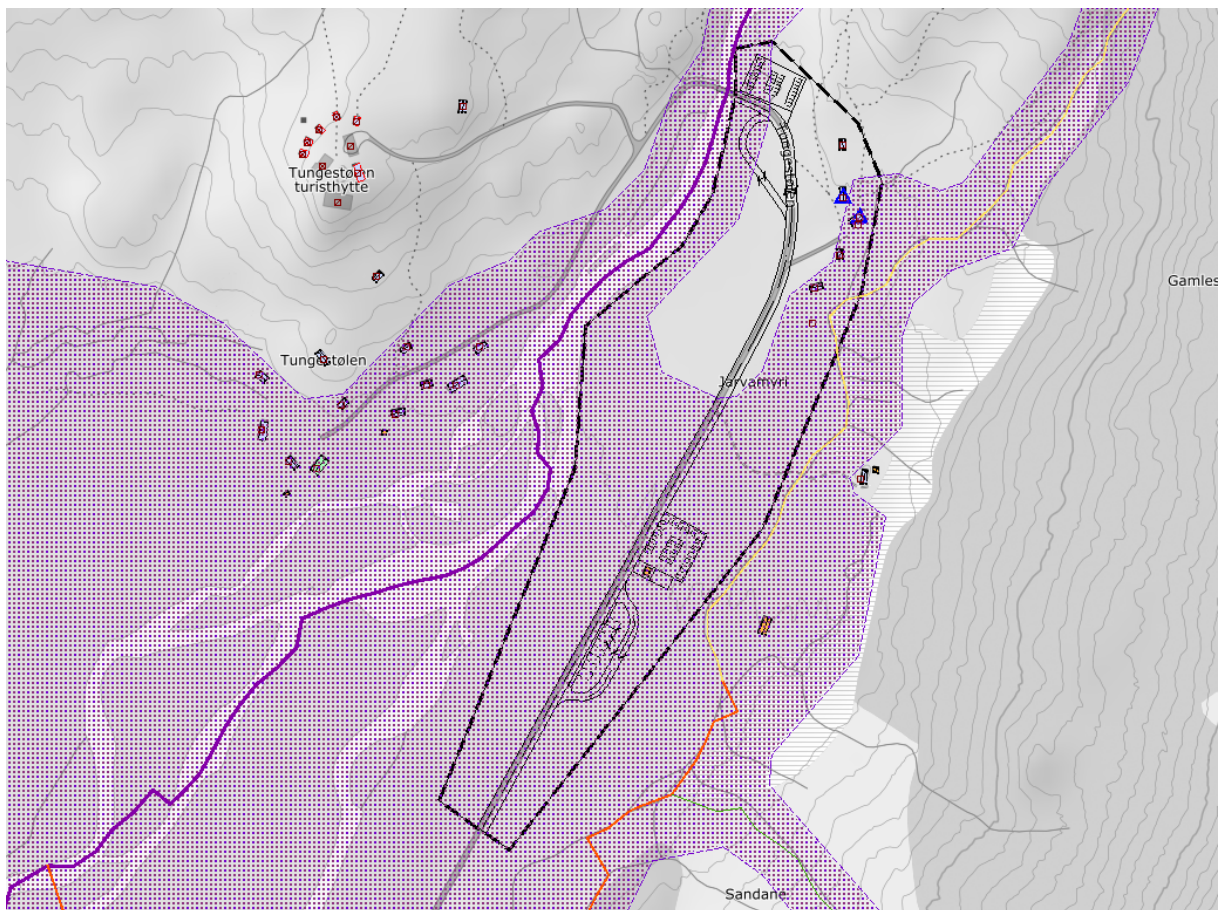 Tungestølen
turisthytte
Tungestølen
Gamles
Jarvamyri
Sandane